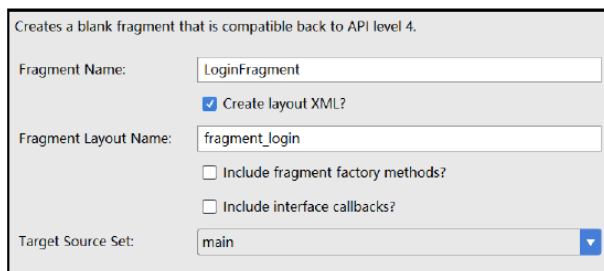 Creates a blank fragment that is compatible back to API level 4.
Fragment Name: LoginFragment
Create layout XML?
Fragment Layout Name: fragment_login
Include fragment factory methods?
Include interface callbacks?
Target Source Set: main